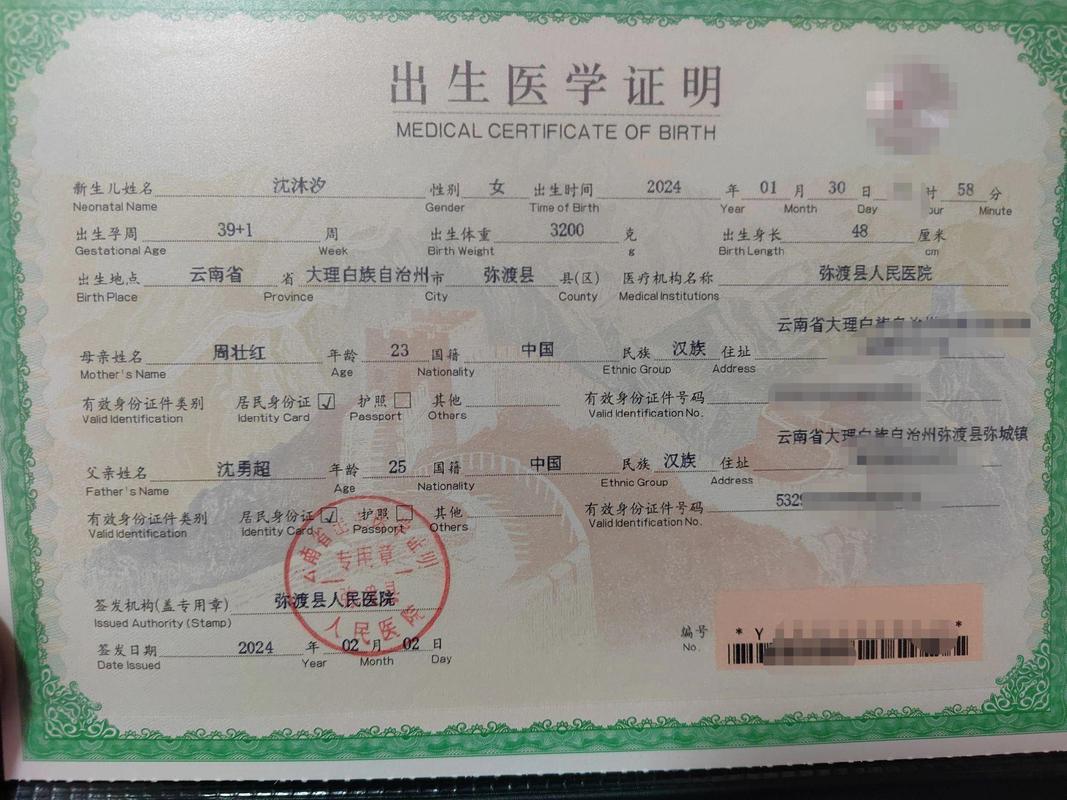 出生医学证明
MEDICAL CERTIFICATE OF BIRTH
新生儿姓名 沈沐汐 性别 女 出生时间 2024 年 01 月 30 日 时 58 分
Neonatal Name Gender Time of Birth Year Month Day our Minute
出生孕周 39+1 周 出生体重 3200 克 出生身长 48 厘米
Gestational Age Week Birth Weight g Birth Length cm
出生地点 云南省 省 大理白族自治州 市 弥渡县 县(区) 医疗机构名称 弥渡县人民医院
Birth Place Province City County Medical Institutions
云南省大理白族自治州
母亲姓名 周壮红 年龄 23 国籍 中国 民族 汉族 住址
Mother's Name Age Nationality Ethnic Group Address
有效身份证件类别 居民身份证 ✓ 护照 其他 有效身份证件号码
Valid Identification Identity Card Passport Others Valid Identification No.
云南省大理白族自治州弥渡县弥城镇
父亲姓名 沈勇超 年龄 25 国籍 中国 民族 汉族 住址
Father's Name Age Nationality Ethnic Group Address
有效身份证件类别 居民身份证 ✓ 护照 其他 有效身份证件号码 5329
Valid Identification Identity Card Passport Others Valid Identification No.
专用章
人民医院
签发机构(盖专用章) 弥渡县人民医院
Issued Authority (Stamp)
签发日期 2024 年 02 月 02 日
Date Issued Year Month Day
编号 * Y *
No.